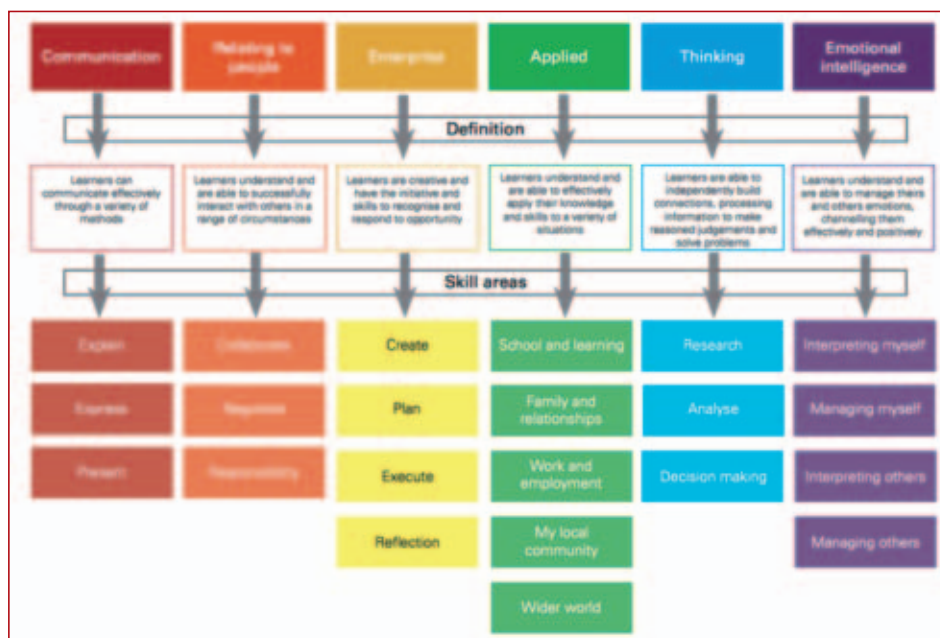 Communication
Relating to
people
Enterprise
Applied
Thinking
Emotional
intelligence
Definition
Learners can
communicate effectively
through a variety of
methods
Learners understand and
are able to successfully
interact with others in a
range of circumstances
Learners are creative and
have the initiative and
skills to recognise and
respond to opportunity
Learners understand and
are able to effectively
apply their knowledge
and skills to a variety of
situations
Learners are able to
independently build
connections, processing
information to make
reasoned judgements and
solve problems
Learners understand and
are able to manage theirs
and others emotions,
channelling them
effectively and positively
Skill areas
Explain
Collaborate
Create
School and learning
Research
Interpreting myself
Express
Negotiate
Plan
Family and
relationships
Analyse
Managing myself
Present
Responsibility
Execute
Work and
employment
Decision making
Interpreting others
Reflection
My local
community
Managing others
Wider world